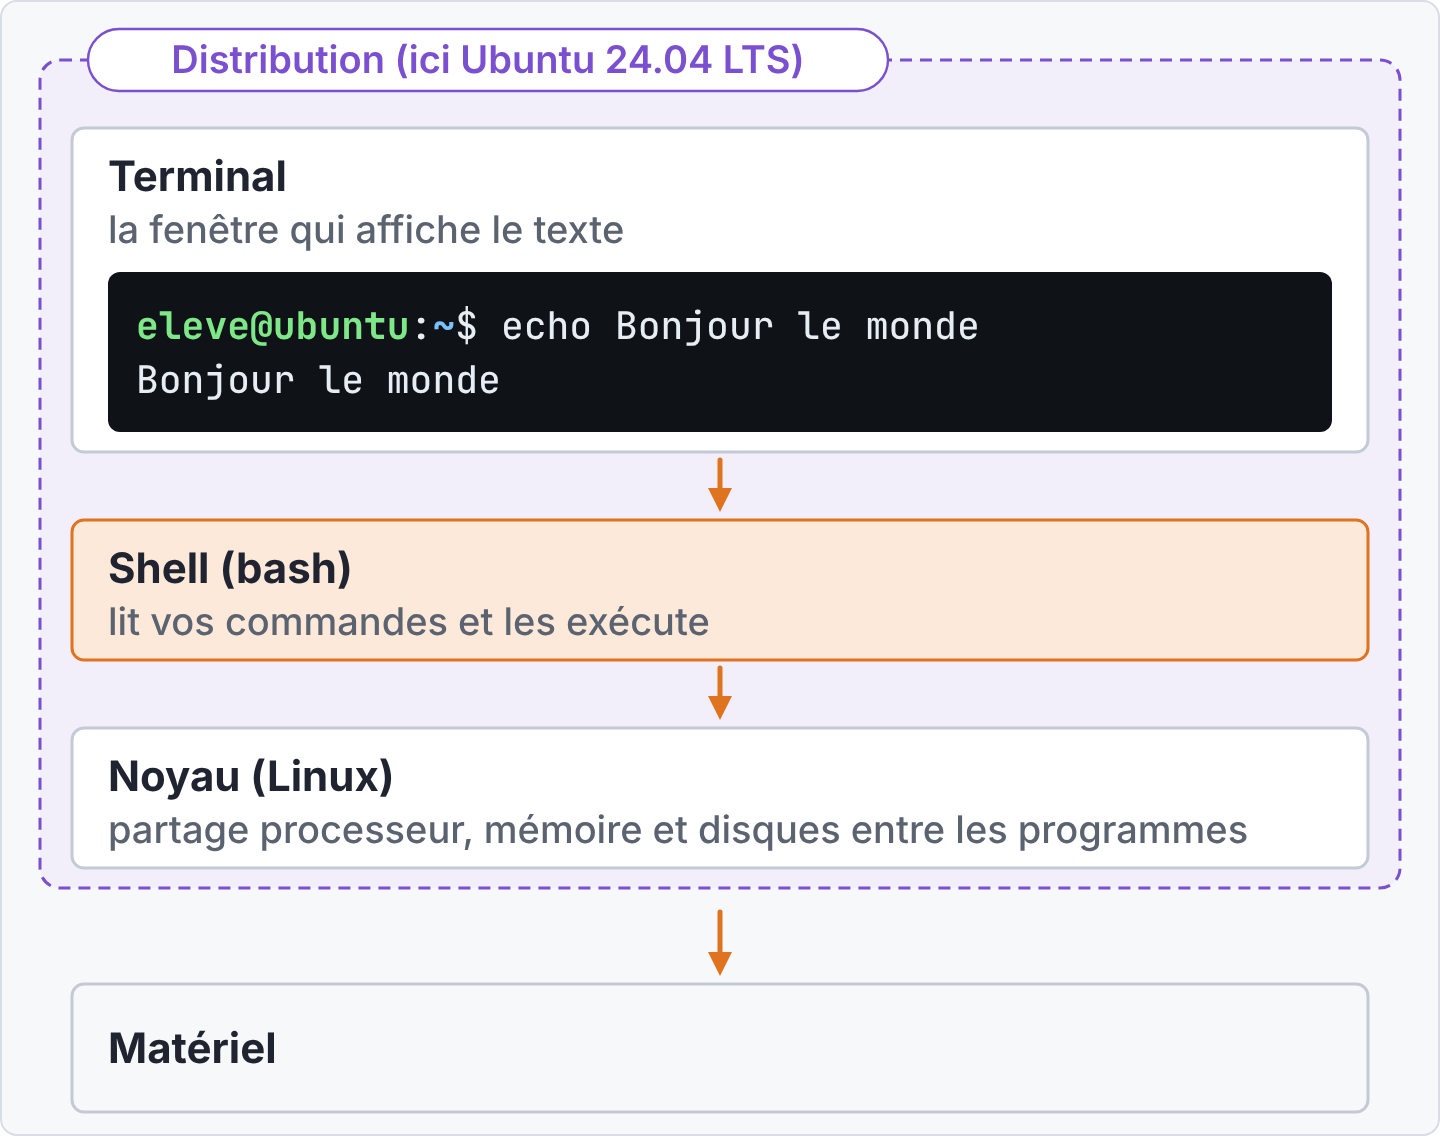 Distribution (ici Ubuntu 24.04 LTS)
Terminal
la fenêtre qui affiche le texte
eleve@ubuntu:~$ echo Bonjour le monde
Bonjour le monde
Shell (bash)
lit vos commandes et les exécute
Noyau (Linux)
partage processeur, mémoire et disques entre les programmes
Matériel